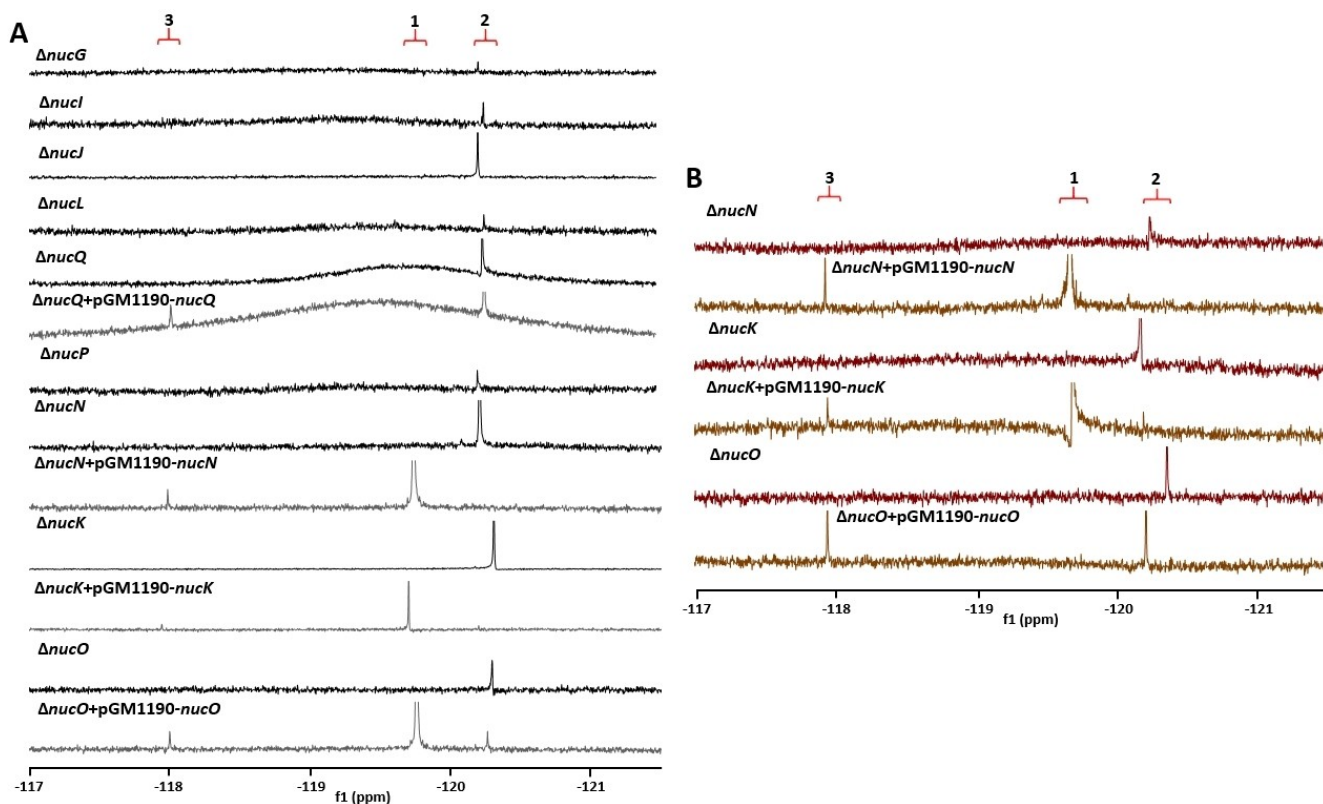 A
3 1 2
ΔnucG
ΔnucI
ΔnucJ
ΔnucL
ΔnucQ
ΔnucQ+pGM1190-nucQ
ΔnucP
ΔnucN
ΔnucN+pGM1190-nucN
ΔnucK
ΔnucK+pGM1190-nucK
ΔnucO
ΔnucO+pGM1190-nucO
-117 -118 -119 -120 -121
f1 (ppm)
B
3 1 2
ΔnucN
ΔnucN+pGM1190-nucN
ΔnucK
ΔnucK+pGM1190-nucK
ΔnucO
ΔnucO+pGM1190-nucO
-117 -118 -119 -120 -121
f1 (ppm)